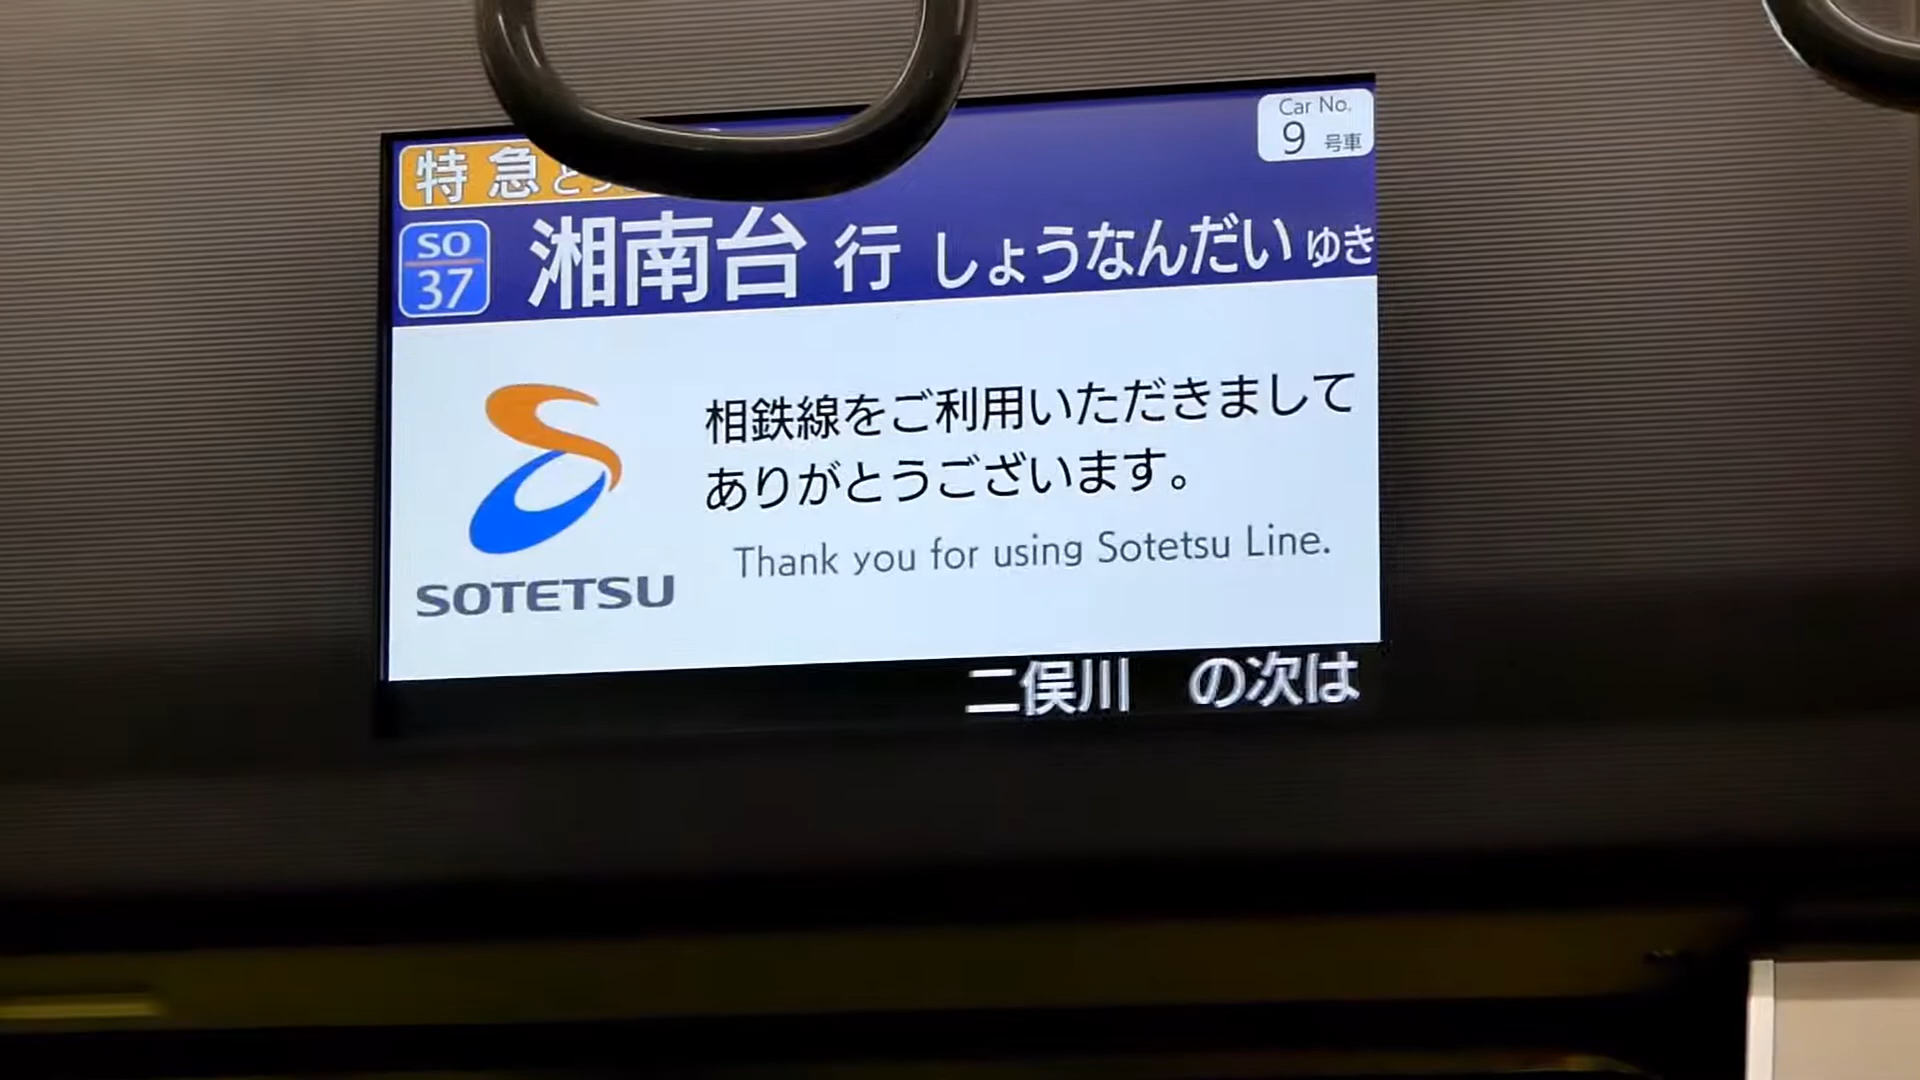 特急
Car No.
9 号車
SO
37
湘南台 行 しょうなんだい ゆき
相鉄線をご利用いただきまして
ありがとうございます。
Thank you for using Sotetsu Line.
SOTETSU
二俣川 の次は